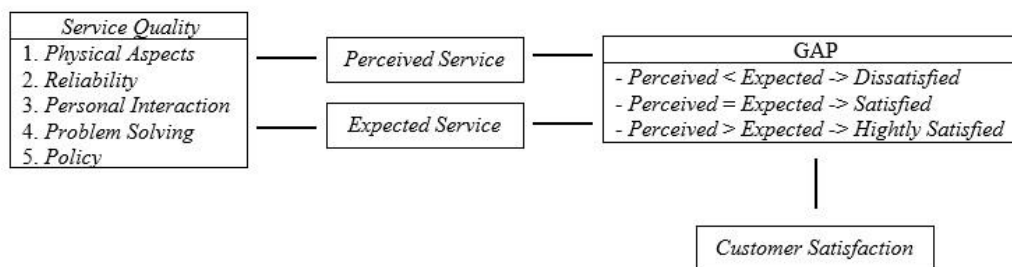 Service Quality
1. Physical Aspects
2. Reliability
3. Personal Interaction
4. Problem Solving
5. Policy
Perceived Service
Expected Service
GAP
- Perceived < Expected -> Dissatisfied
- Perceived = Expected -> Satisfied
- Perceived > Expected -> Hightly Satisfied
Customer Satisfaction